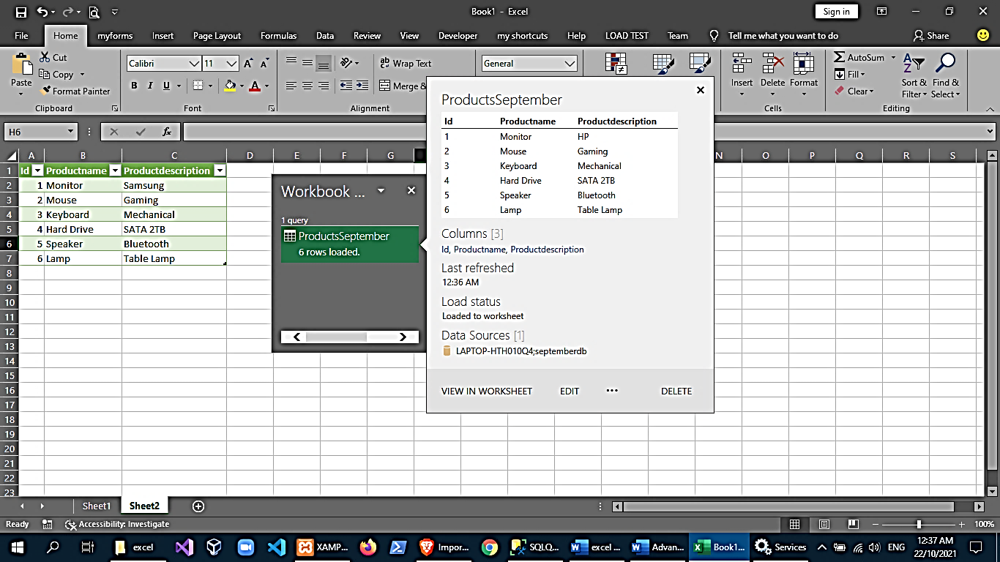 Book1 - Excel
Sign in
File Home myforms Insert Page Layout Formulas Data Review View Developer my shortcuts Help LOAD TEST Team Tell me what you want to do Share
Paste
Cut
Copy
Format Painter
Clipboard
Calibri 11
B I U
Font
Wrap Text
Merge &
Alignment
General
Insert Delete Format
Cells
AutoSum
Fill
Clear
Sort & Filter
Find & Select
Editing
H6
fx
A B C D E F G N O P Q R S
1 Id Productname Productdescription
2 1 Monitor Samsung
3 2 Mouse Gaming
4 3 Keyboard Mechanical
5 4 Hard Drive SATA 2TB
6 5 Speaker Bluetooth
7 6 Lamp Table Lamp
8
9
10
11
12
13
14
15
16
17
18
19
20
21
22
23
Workbook ...
1 query
ProductsSeptember
6 rows loaded.
ProductsSeptember
Id Productname Productdescription
1 Monitor HP
2 Mouse Gaming
3 Keyboard Mechanical
4 Hard Drive SATA 2TB
5 Speaker Bluetooth
6 Lamp Table Lamp
Columns [3]
Id, Productname, Productdescription
Last refreshed
12:36 AM
Load status
Loaded to worksheet
Data Sources [1]
LAPTOP-HTH010Q4;septemberdb
VIEW IN WORKSHEET EDIT ... DELETE
Sheet1 Sheet2
Ready Accessibility: Investigate 100%
excel XAMP... Impor... SQLQ... excel ... Advan... Book1... Services ENG 12:37 AM
22/10/2021